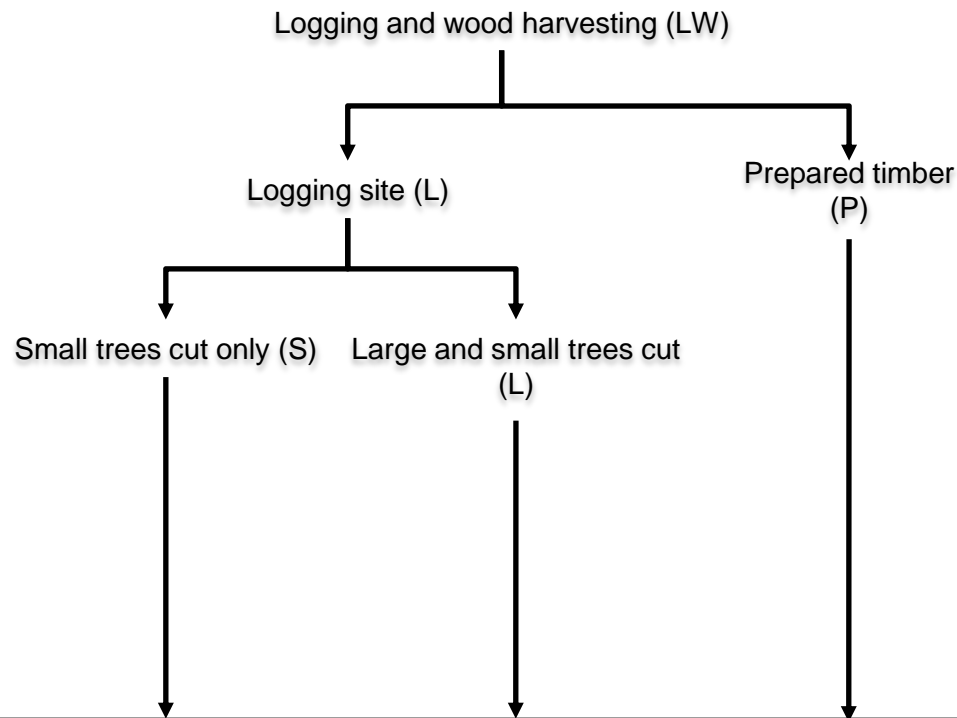 Logging and wood harvesting (LW)
Logging site (L)
Prepared timber
(P)
Small trees cut only (S)
Large and small trees cut
(L)